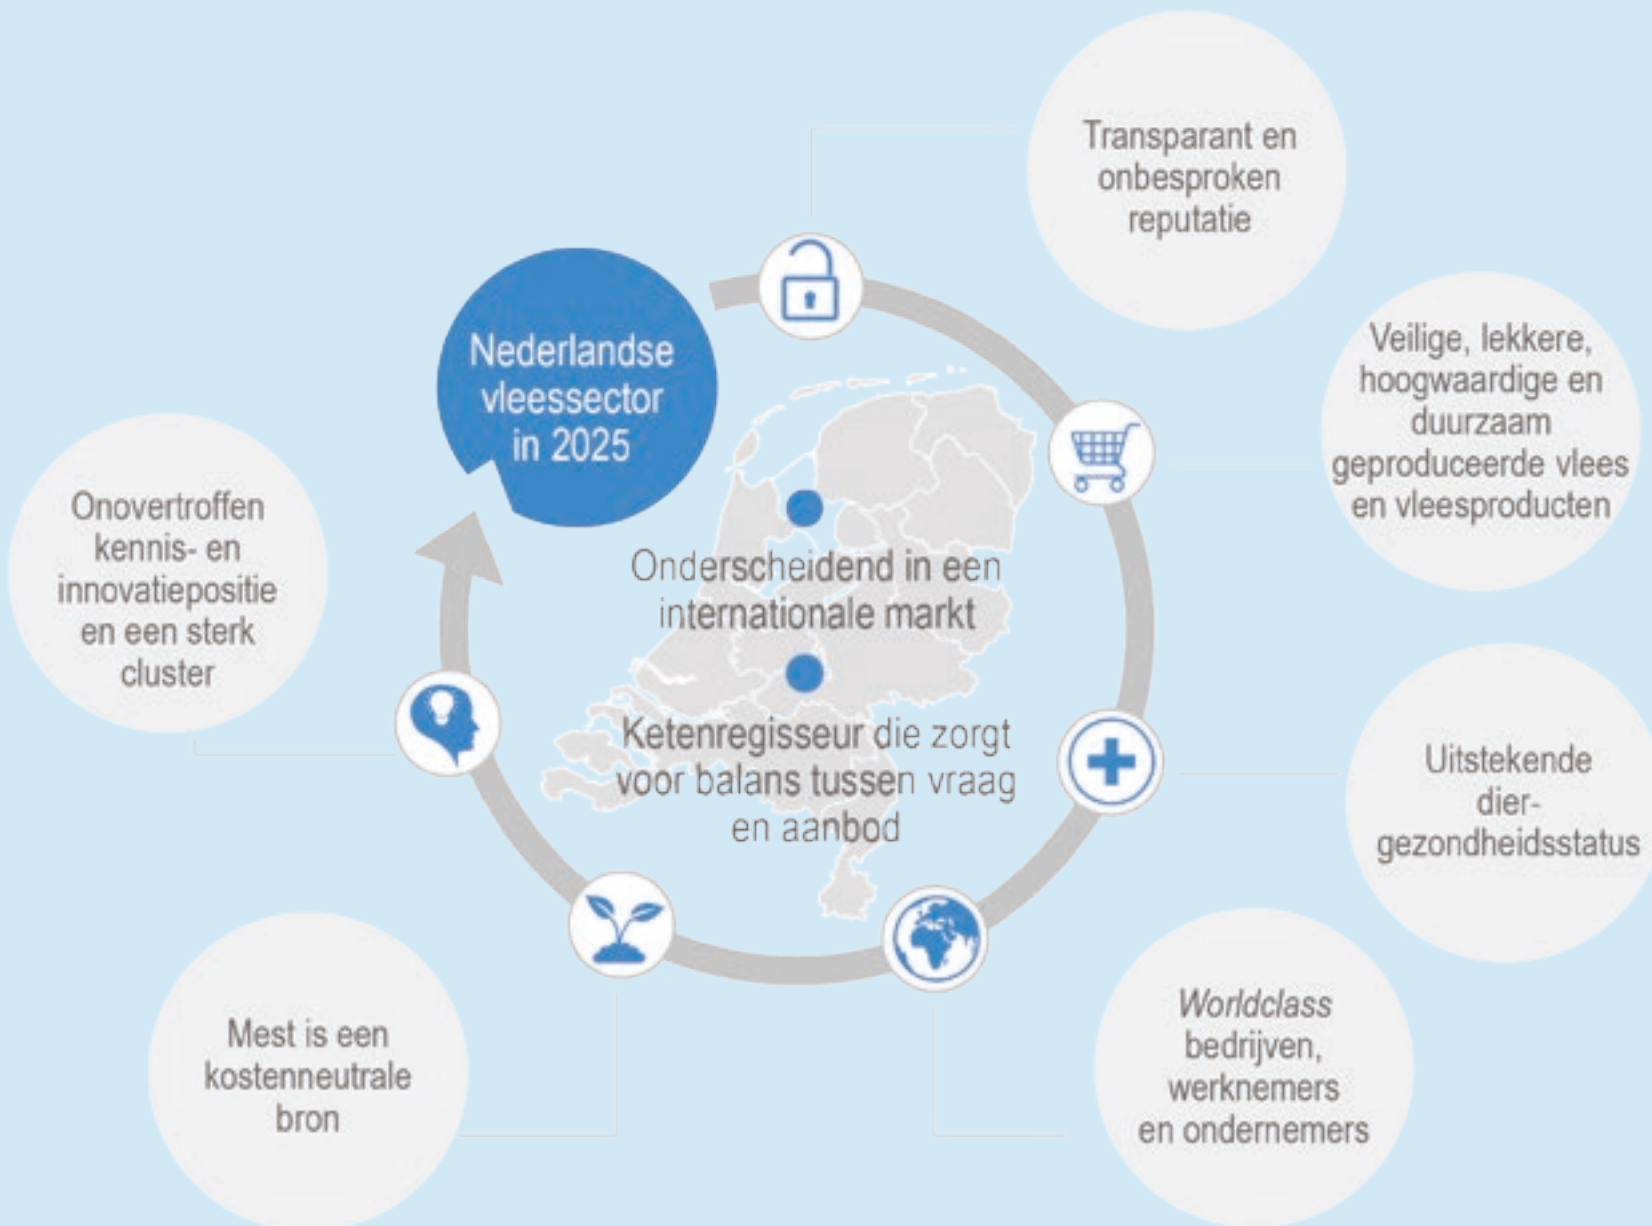 Nederlandse
vleessector
in 2025
Transparant en
onbesproken
reputatie
Veilige, lekkere,
hoogwaardige en
duurzaam
geproduceerde vlees
en vleesproducten
Uitstekende
dier-
gezondheidsstatus
Worldclass
bedrijven,
werknemers
en ondernemers
Mest is een
kostenneutrale
bron
Onovertroffen
kennis- en
innovatiepositie
en een sterk
cluster
Onderscheidend in een
internationale markt
Ketenregisseur die zorgt
voor balans tussen vraag
en aanbod